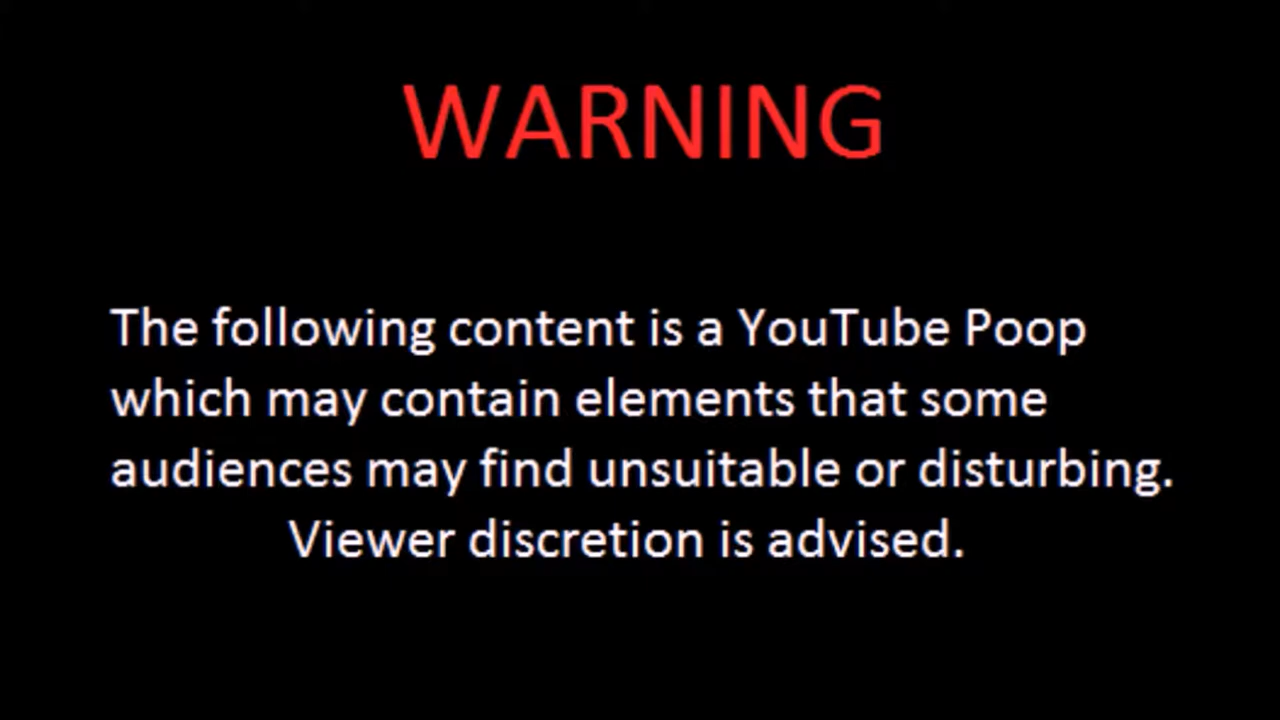 WARNING
The following content is a YouTube Poop
which may contain elements that some
audiences may find unsuitable or disturbing.
Viewer discretion is advised.